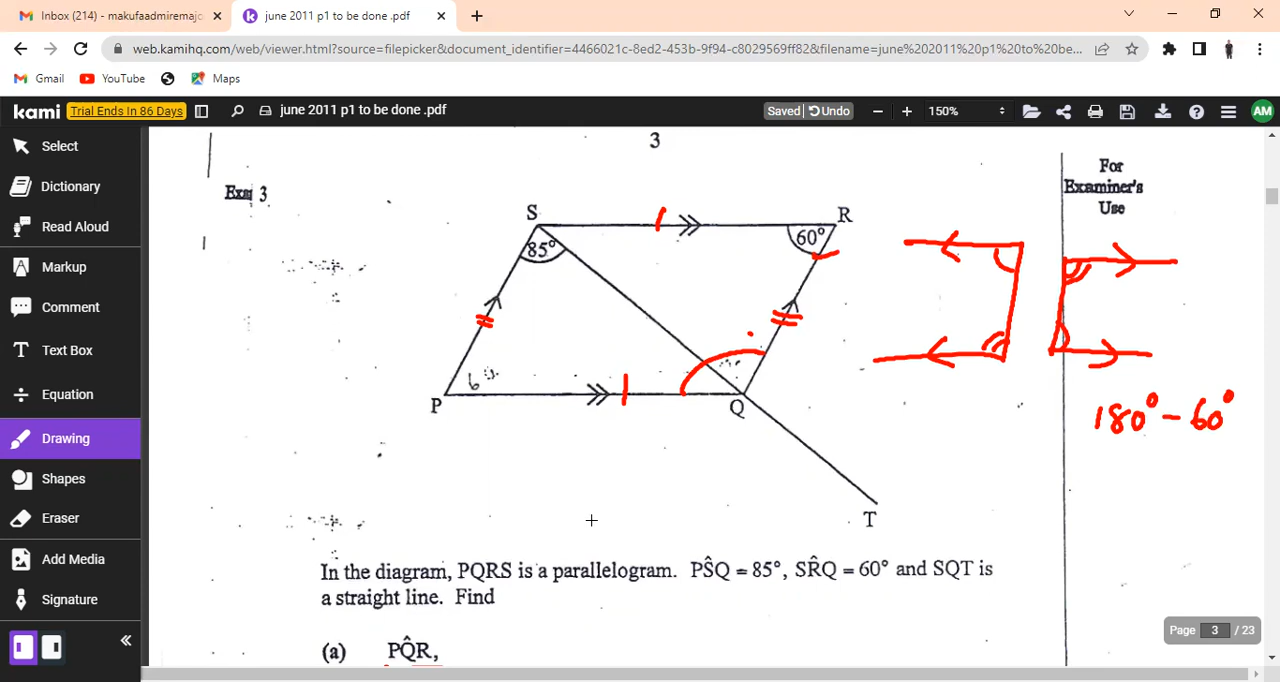 Inbox (214) - makufaadmiremajo
june 2011 p1 to be done .pdf
web.kamihq.com/web/viewer.html?source=filepicker&document_identifier=4466021c-8ed2-453b-9f94-c8029569ff82&filename=june%202011%20p1%20to%20be...
Gmail
YouTube
Maps
kami
Trial Ends In 86 Days
june 2011 p1 to be done .pdf
Saved
Undo
150%
AM
Select
Dictionary
Read Aloud
Markup
Comment
Text Box
Equation
Drawing
Shapes
Eraser
Add Media
Signature
3
For
Examiner's
Use
3
S
R
85°
60°
P
Q
T
180° - 60°
In the diagram, PQRS is a parallelogram. PŜQ = 85°, SR̂Q = 60° and SQT is
a straight line. Find
(a) PQ̂R,
Page 3 / 23